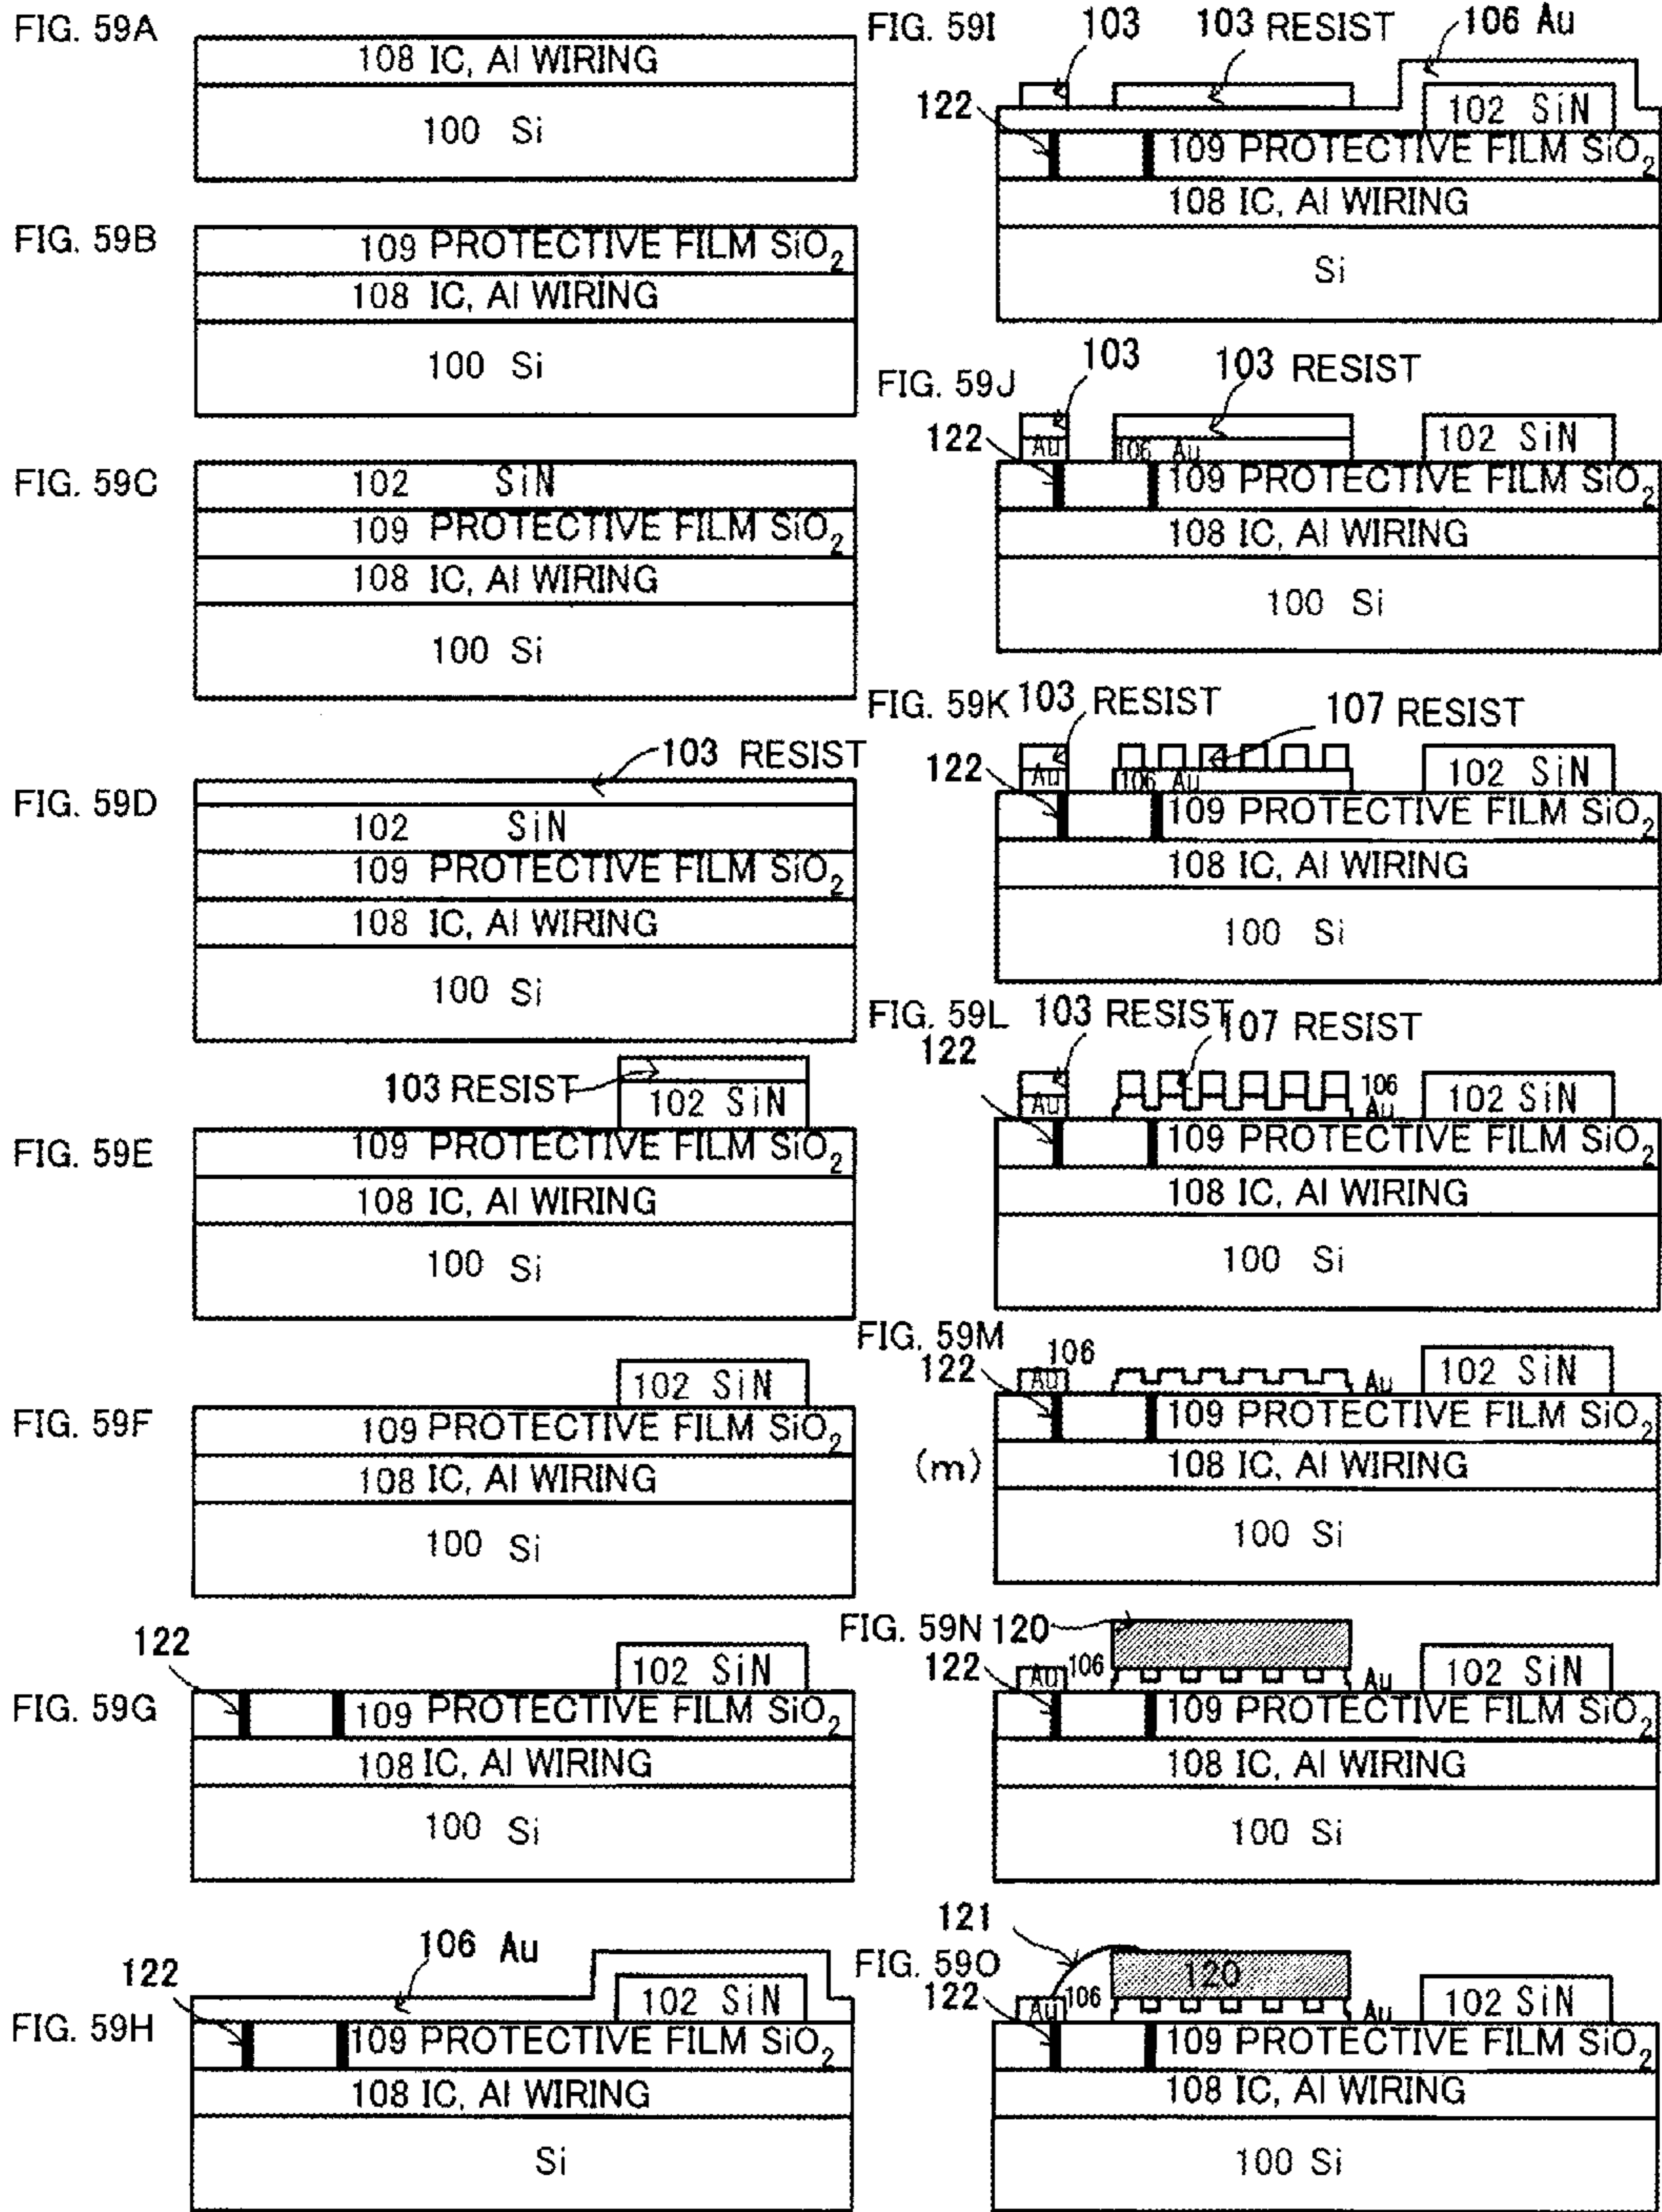 FIG. 59A
108 IC, Al WIRING
100 Si
FIG. 59B
109 PROTECTIVE FILM SiO2
108 IC, Al WIRING
100 Si
FIG. 59C
102 SiN
109 PROTECTIVE FILM SiO2
108 IC, Al WIRING
100 Si
103 RESIST
FIG. 59D
102 SiN
109 PROTECTIVE FILM SiO2
108 IC, Al WIRING
100 Si
103 RESIST
102 SiN
FIG. 59E
109 PROTECTIVE FILM SiO2
108 IC, Al WIRING
100 Si
102 SiN
FIG. 59F
109 PROTECTIVE FILM SiO2
108 IC, Al WIRING
100 Si
122
102 SiN
FIG. 59G
109 PROTECTIVE FILM SiO2
108 IC, Al WIRING
100 Si
106 Au
122
102 SiN
FIG. 59H
109 PROTECTIVE FILM SiO2
108 IC, Al WIRING
Si
FIG. 59I
103
103 RESIST
106 Au
122
102 SiN
109 PROTECTIVE FILM SiO2
108 IC, Al WIRING
Si
FIG. 59J
103
103 RESIST
122
Au
106 Au
102 SiN
109 PROTECTIVE FILM SiO2
108 IC, Al WIRING
100 Si
FIG. 59K
103 RESIST
107 RESIST
122
Au
106 Au
102 SiN
109 PROTECTIVE FILM SiO2
108 IC, Al WIRING
100 Si
FIG. 59L
103 RESIST
107 RESIST
122
Au
106
Au
102 SiN
109 PROTECTIVE FILM SiO2
108 IC, Al WIRING
100 Si
FIG. 59M
106
122
Au
Au
102 SiN
109 PROTECTIVE FILM SiO2
(m)
108 IC, Al WIRING
100 Si
FIG. 59N
120
122
Au
106
Au
102 SiN
109 PROTECTIVE FILM SiO2
108 IC, Al WIRING
100 Si
121
FIG. 59O
120
122
Au
106
Au
102 SiN
109 PROTECTIVE FILM SiO2
108 IC, Al WIRING
100 Si